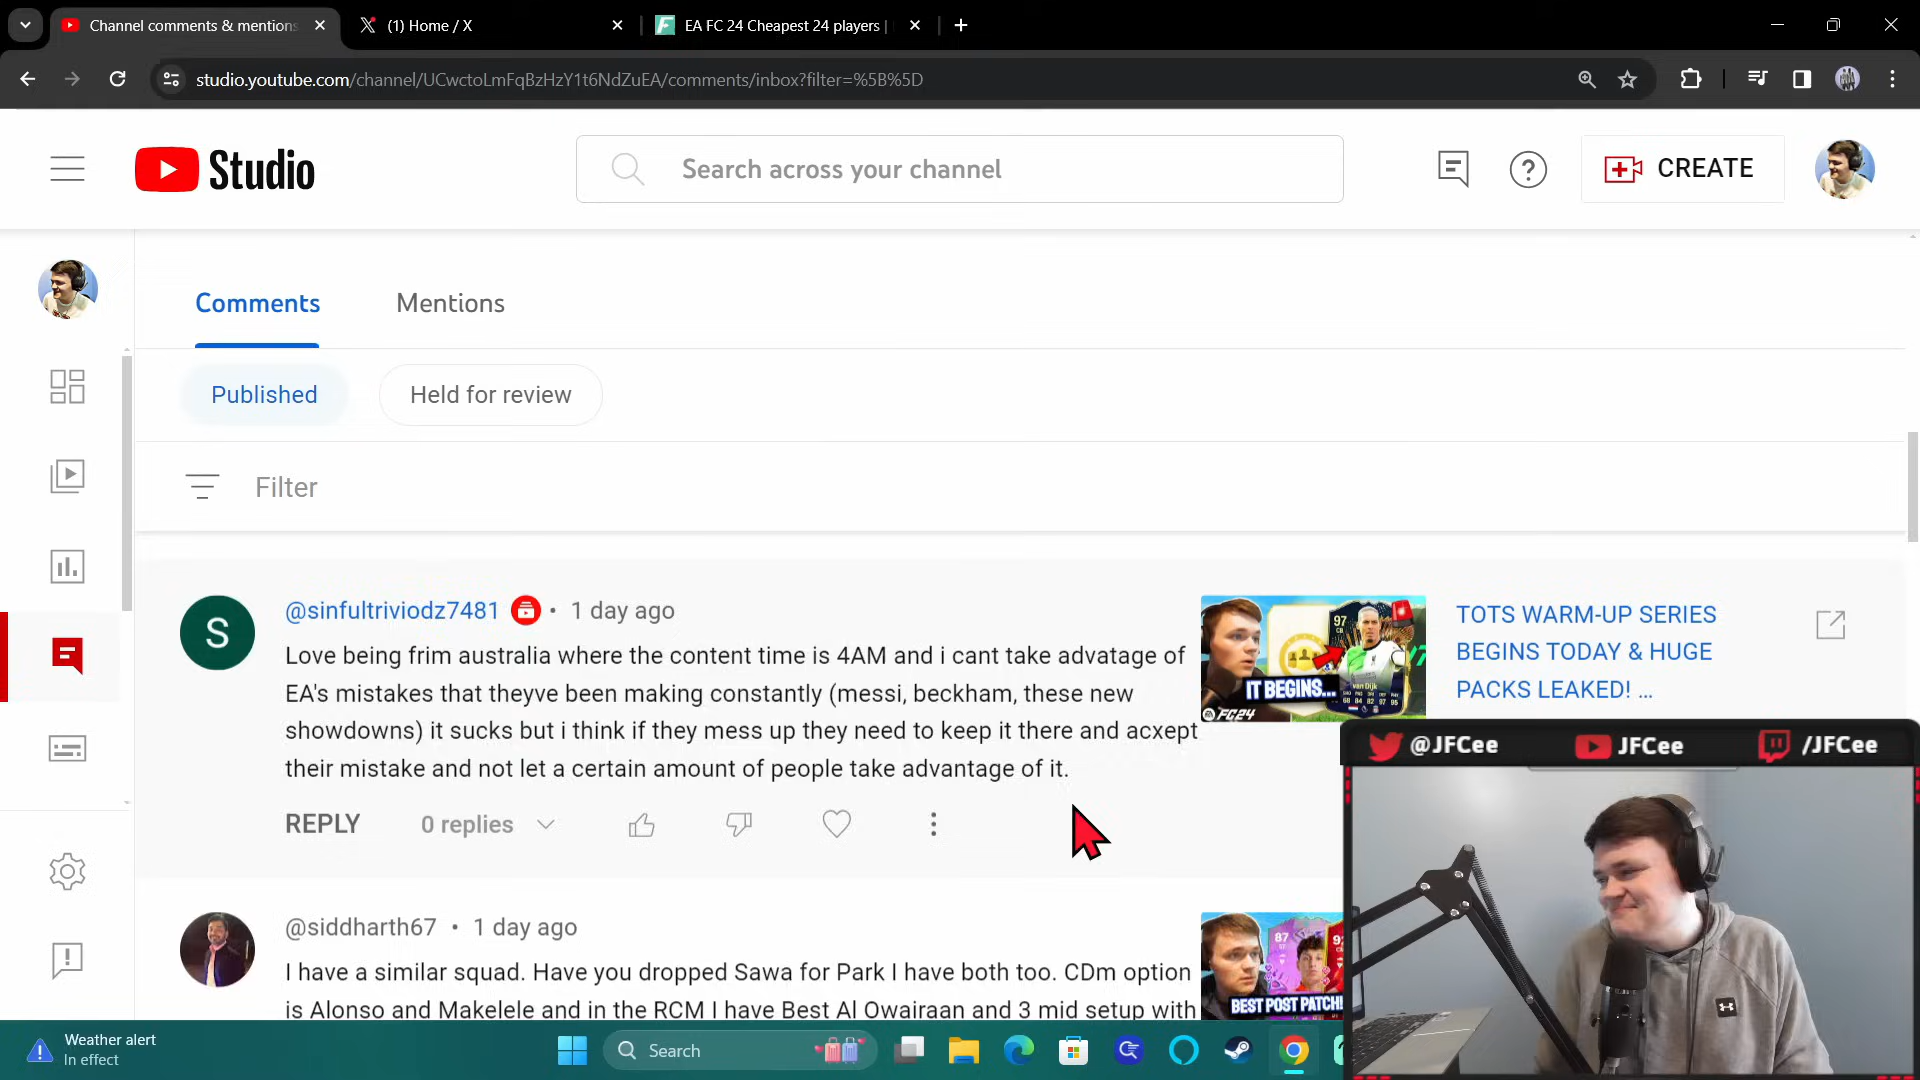 Channel comments & mentions
(1) Home / X
EA FC 24 Cheapest 24 players |
studio.youtube.com/channel/UCwctoLmFqBzHzY1t6NdZuEA/comments/inbox?filter=%5B%5D
Studio
Search across your channel
CREATE
Comments
Mentions
Published
Held for review
Filter
S
@sinfultriviodz7481 • 1 day ago
Love being frim australia where the content time is 4AM and i cant take advatage of
EA's mistakes that theyve been making constantly (messi, beckham, these new
showdowns) it sucks but i think if they mess up they need to keep it there and acxept
their mistake and not let a certain amount of people take advantage of it.
97
CB
van Dijk
IT BEGINS...
FC24
TOTS WARM-UP SERIES
BEGINS TODAY & HUGE
PACKS LEAKED! ...
REPLY
0 replies
@JFCee
JFCee
/JFCee
@siddharth67 • 1 day ago
I have a similar squad. Have you dropped Sawa for Park I have both too. CDm option
is Alonso and Makelele and in the RCM I have Best Al Owairaan and 3 mid setup with
87
BEST POST PATCH!
Weather alert
In effect
Search